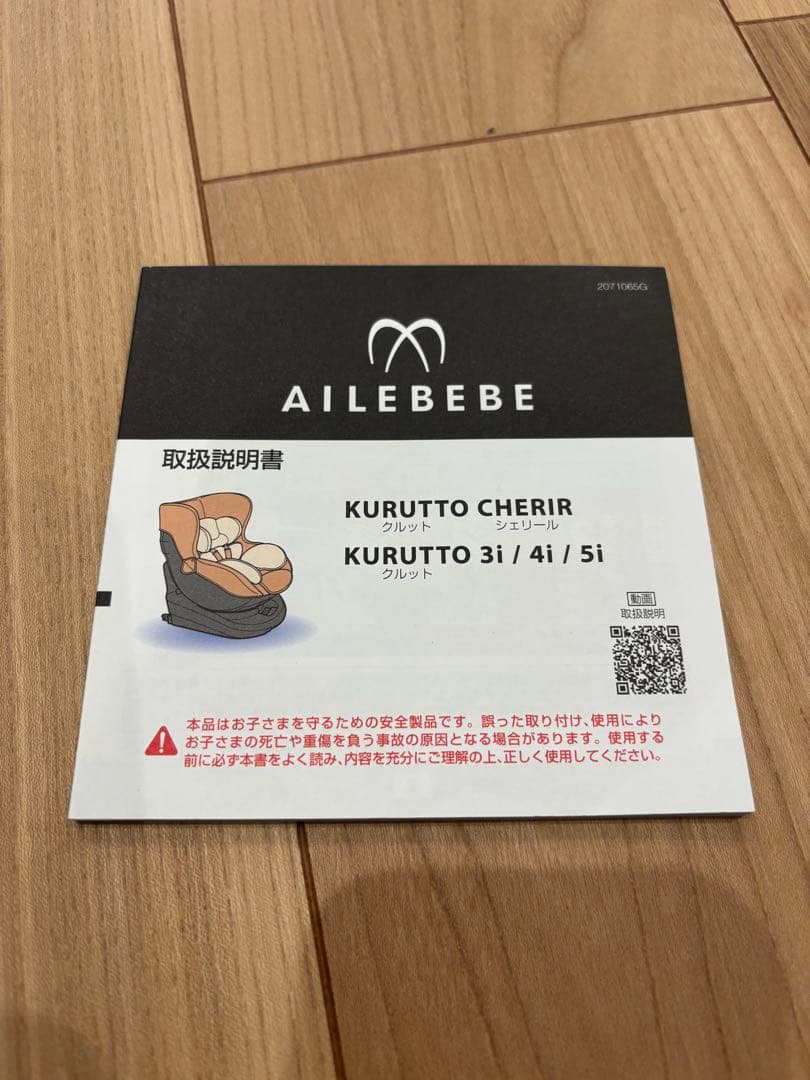 2071065G
AILEBEBE
取扱説明書
KURUTTO CHERIR
クルット シェリール
KURUTTO 3i / 4i / 5i
クルット
動画
取扱説明
本品はお子さまを守るための安全製品です。誤った取り付け、使用により
お子さまの死亡や重傷を負う事故の原因となる場合があります。使用する
前に必ず本書をよく読み、内容を充分にご理解の上、正しく使用してください。